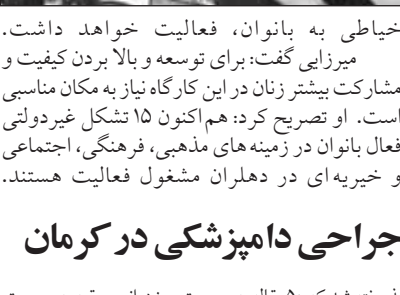 خیاطی به بانوان، فعالیت خواهد داشت.
میرزایی گفت: برای توسعه و بالا بردن کیفیت و
مشارکت بیشتر زنان در این کارگاه نیاز به مکان مناسبی
است. او تصریح کرد: هم‌اکنون ۱۵ تشکل غیردولتی
فعال بانوان در زمینه‌های مذهبی، فرهنگی، اجتماعی
و خیریه‌ای در دهلران مشغول فعالیت هستند.
جراحی دامپزشکی در کرمان